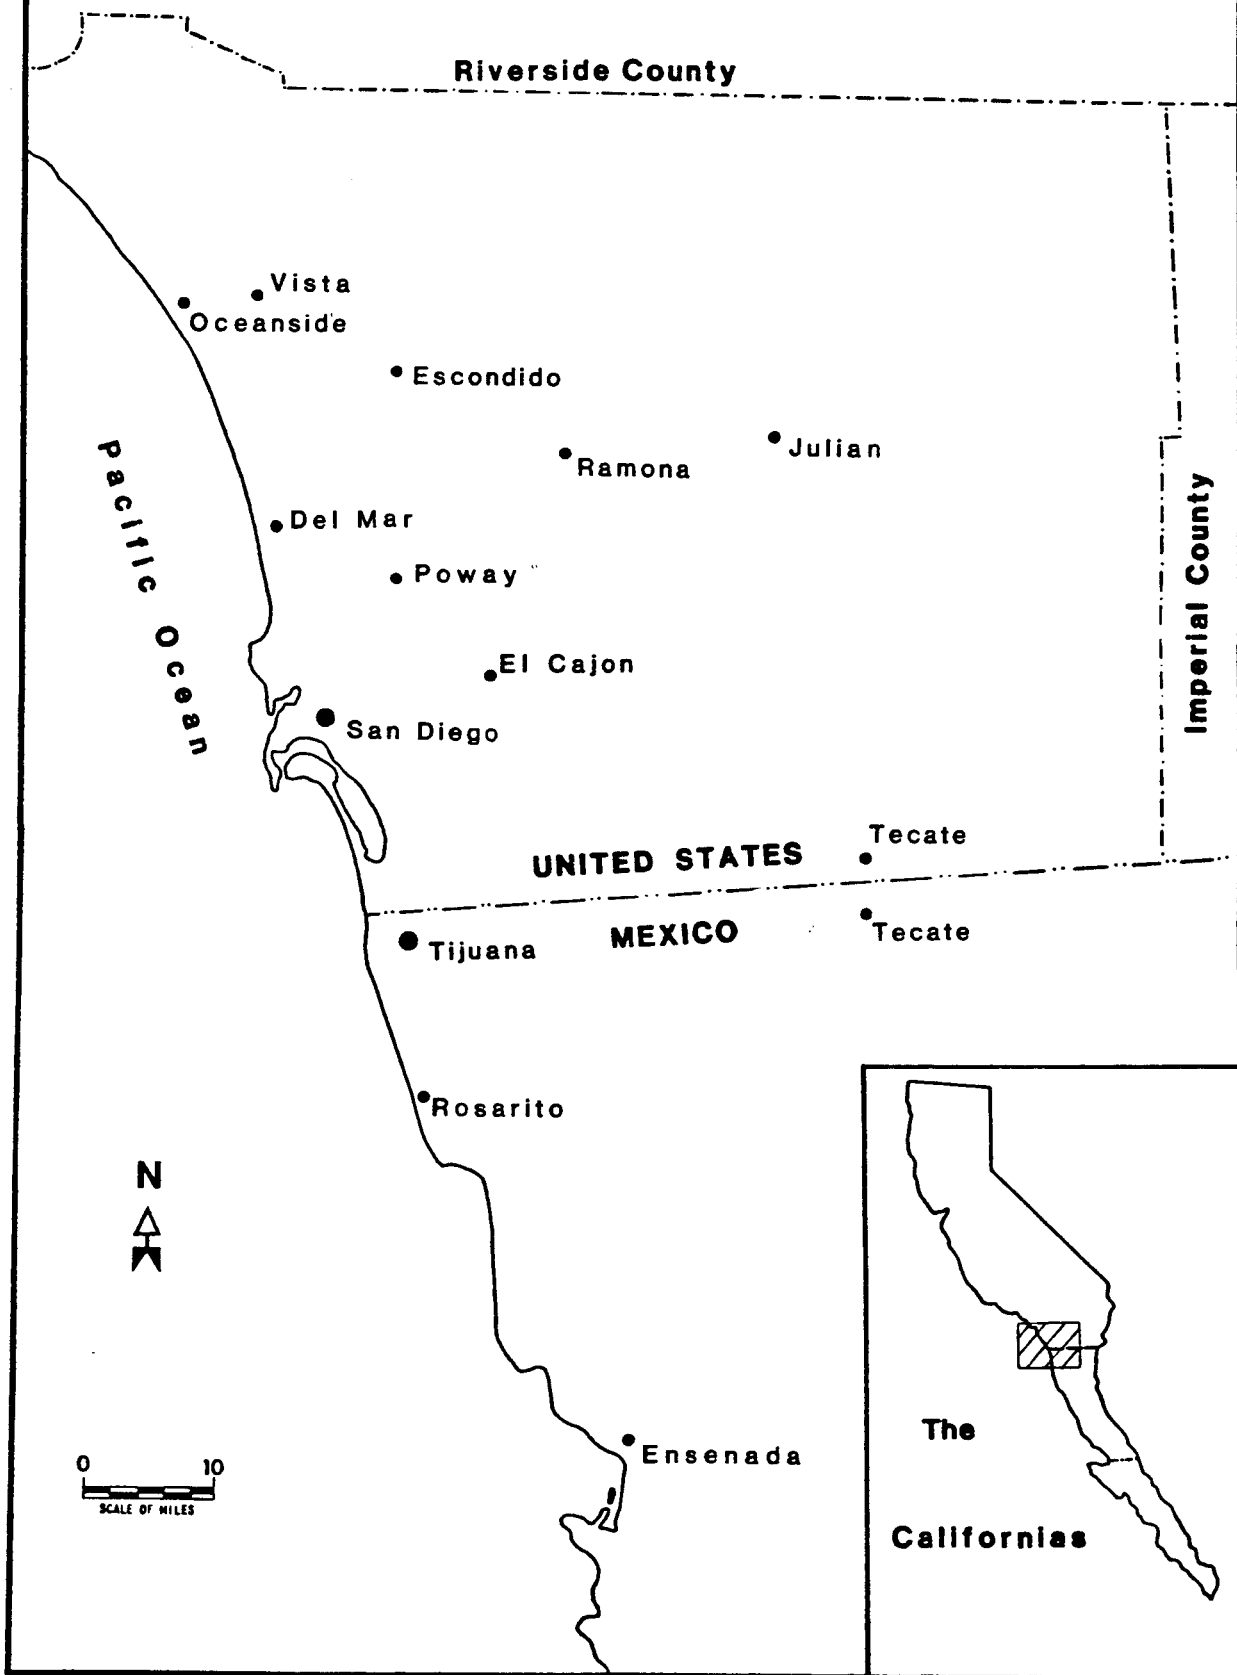 Riverside County
Vista
Oceanside
Escondido
Julian
Ramona
Pacific Ocean
Del Mar
Poway
Imperial County
El Cajon
San Diego
Tecate
UNITED STATES
MEXICO
Tecate
Tijuana
Rosarito
N
Ensenada
0 10
SCALE OF MILES
The
Californias